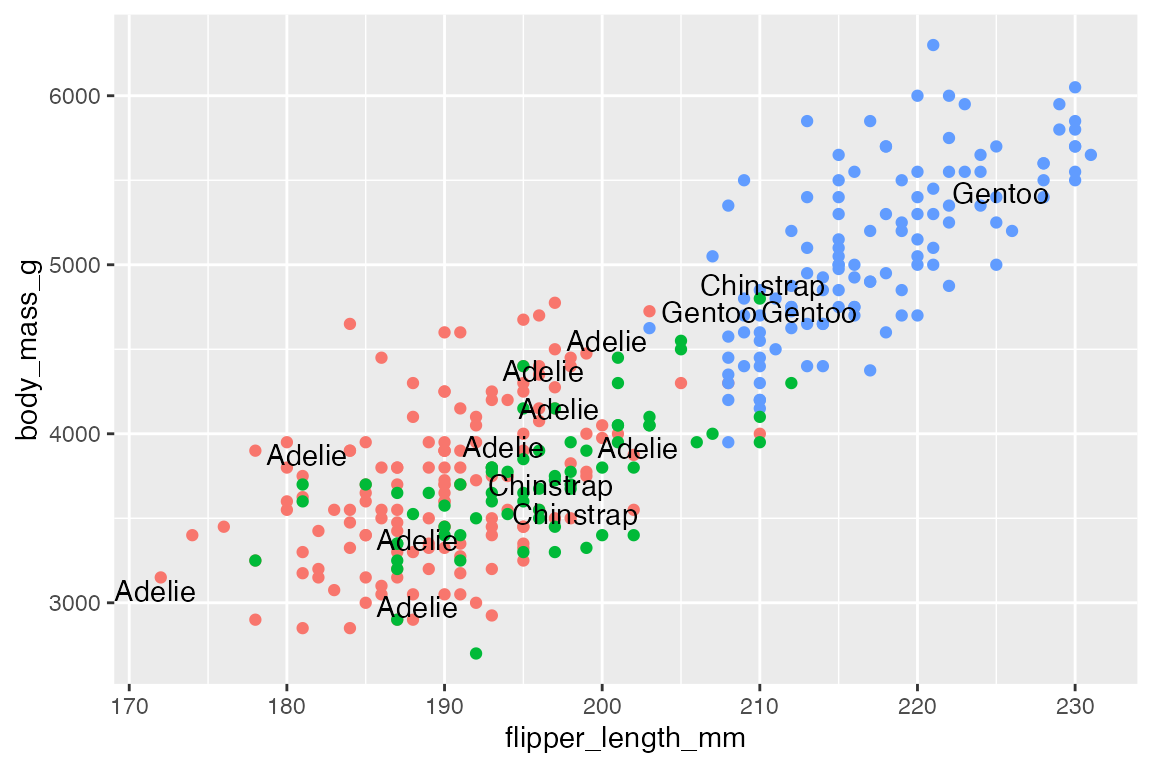 6000
5000
4000
3000
body_mass_g
Gentoo
Chinstrap
Gentoo Gentoo
Adelie
Adelie
Adelie
Adelie
Adelie
Adelie
Chinstrap
Chinstrap
Adelie
Adelie
Adelie
170 180 190 200 210 220 230
flipper_length_mm